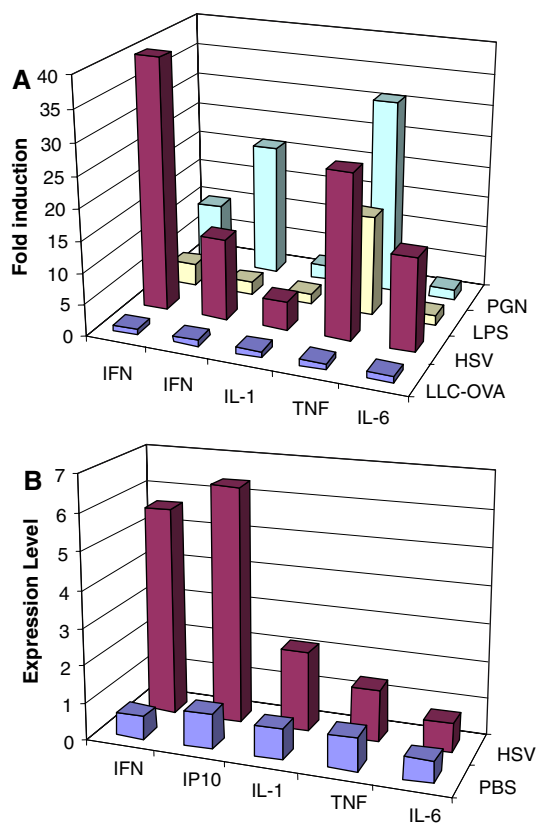 A
Fold induction
40
35
30
25
20
15
10
5
0
IFN
IFN
IL-1
TNF
IL-6
PGN
LPS
HSV
LLC-OVA
B
Expression Level
7
6
5
4
3
2
1
0
IFN
IP10
IL-1
TNF
IL-6
HSV
PBS